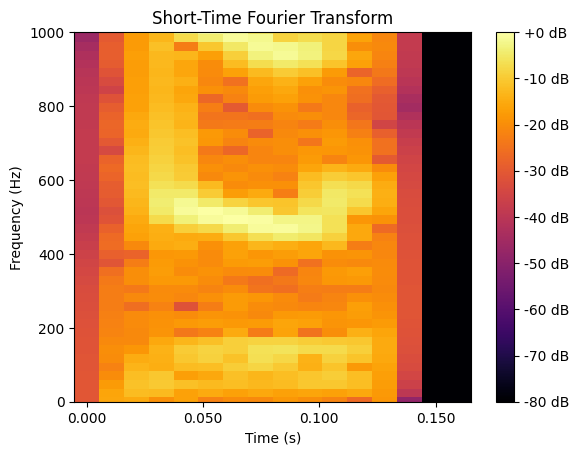 Short-Time Fourier Transform
1000
800
600
400
200
0
Frequency (Hz)
0.000
0.050
0.100
0.150
Time (s)
+0 dB
-10 dB
-20 dB
-30 dB
-40 dB
-50 dB
-60 dB
-70 dB
-80 dB